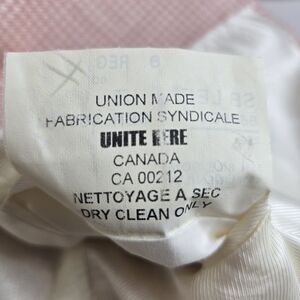 UNION MADE
FABRICATION SYNDICALE
UNITE HERE
CANADA
CA 00212
NETTOYAGE A SEC
DRY CLEAN ONLY